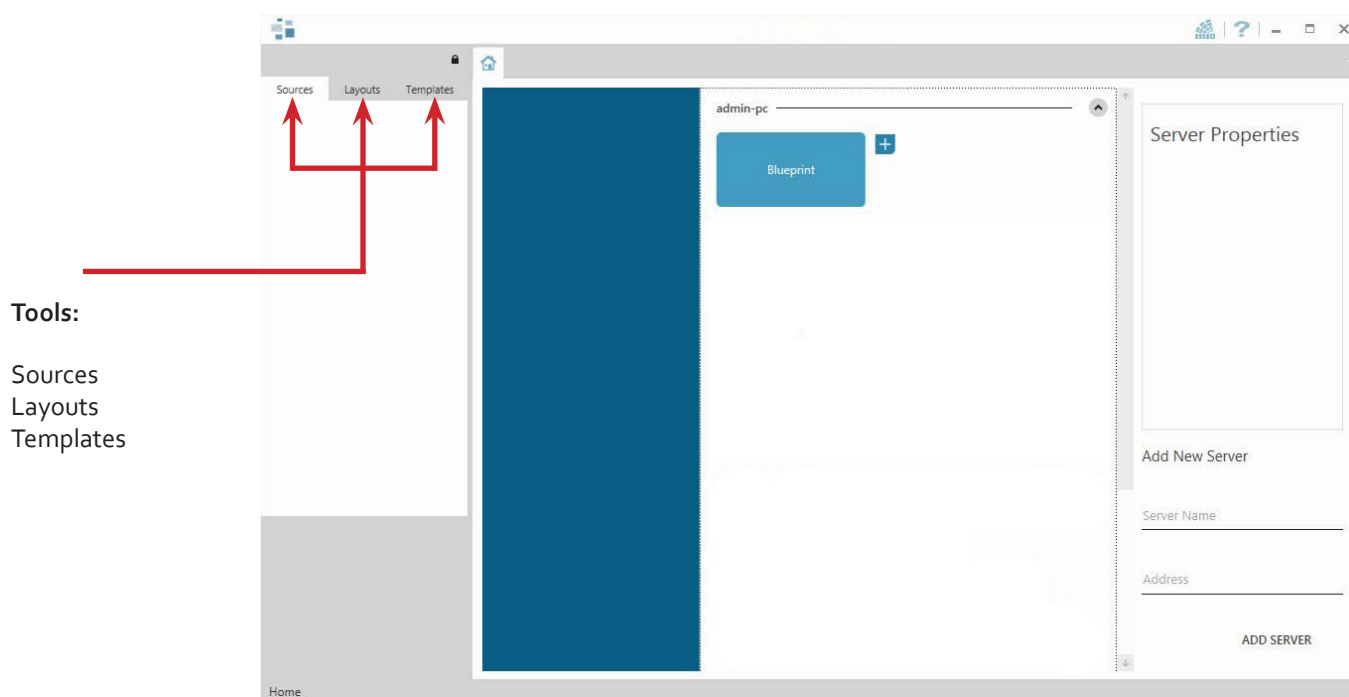 ?
Sources Layouts Templates
admin-pc
Blueprint
Server Properties
Tools:
Sources
Layouts
Templates
Add New Server
Server Name
Address
ADD SERVER
Home